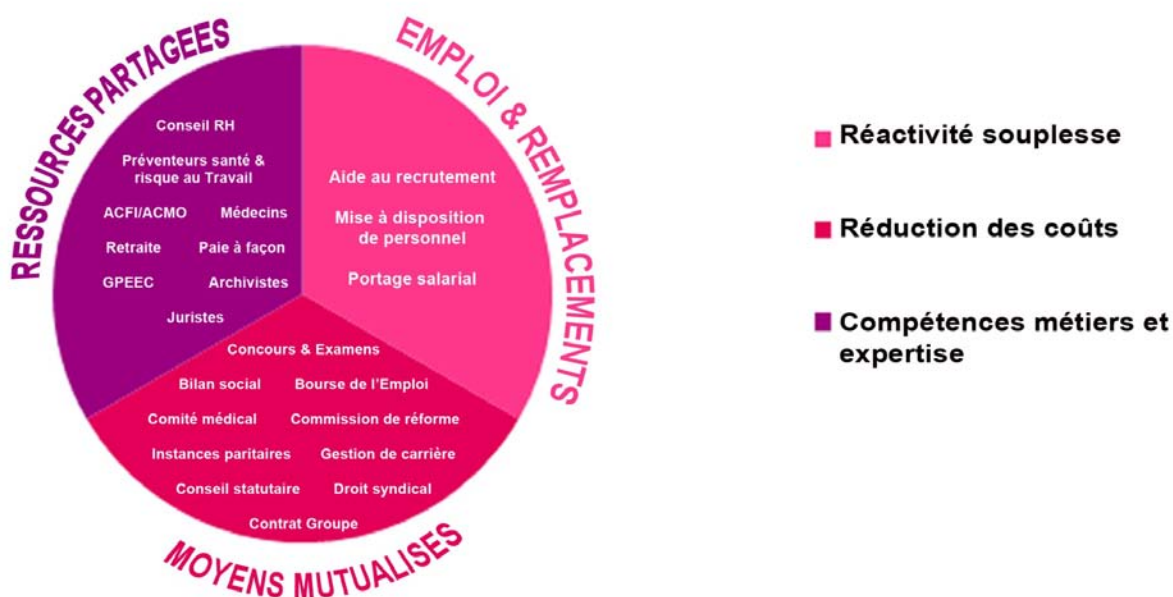 RESSOURCES PARTAGEES
Conseil RH
Préventeurs santé &
risque au Travail
ACFI/ACMO Médecins
Retraite Paie à façon
GPEEC Archivistes
Juristes
EMPLOI & REMPLACEMENTS
Aide au recrutement
Mise à disposition
de personnel
Portage salarial
Concours & Examens
Bilan social Bourse de l'Emploi
Comité médical Commission de réforme
Instances paritaires Gestion de carrière
Conseil statutaire Droit syndical
Contrat Groupe
MOYENS MUTUALISES
Réactivité souplesse
Réduction des coûts
Compétences métiers et
expertise